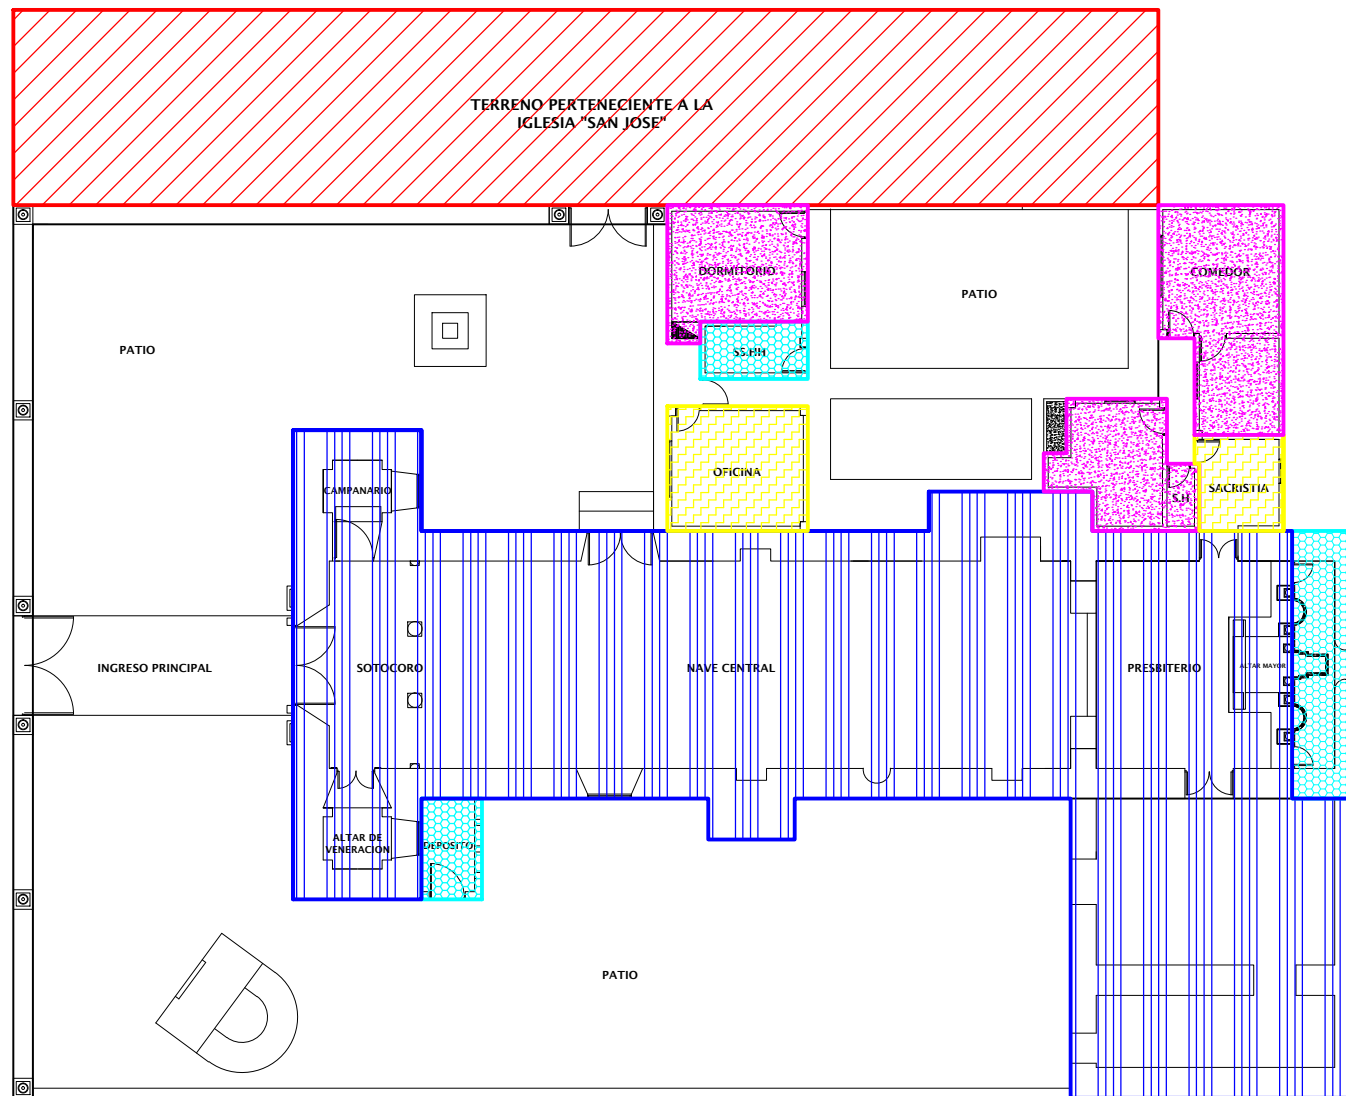 TERRENO PERTENECIENTE A LA
IGLESIA "SAN JOSE"
DORMITORIO
COMEDOR
PATIO
PATIO
SS.HH
OFICINA
CAMPANARIO
SACRISTIA
S.H.
INGRESO PRINCIPAL
SOTOCORO
NAVE CENTRAL
PRESBITERIO
ALTAR MAYOR
ALTAR DE
VENERACION
DEPOSITO
PATIO